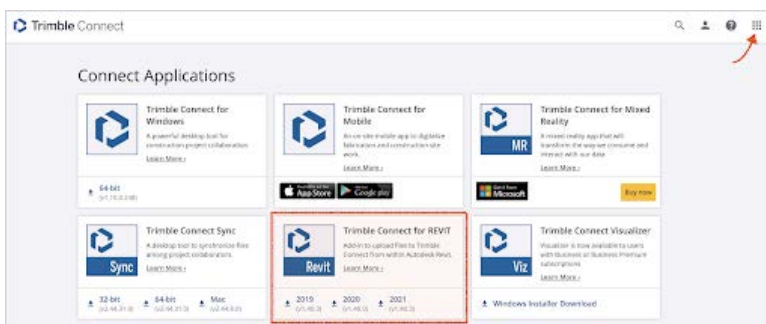 Trimble Connect
Connect Applications
Trimble Connect for
Windows
A powerful desktop tool for
construction project collaboration.
Learn More ›
64-bit
Trimble Connect for
Mobile
An on-site mobile app to digitalize
fabrication and construction site
work.
Learn More ›
App Store
Google play
Trimble Connect for Mixed
Reality
A mixed reality app that will
transform the way we consume and
interact with our data
Learn More ›
MR
Microsoft
Buy now
Trimble Connect Sync
A desktop tool to synchronize files
among project collaborators.
Learn More ›
Sync
32-bit
64-bit
Mac
Trimble Connect for REVIT
Add-in to upload files to Trimble
Connect from within Autodesk Revit.
Learn More ›
Revit
2019
2020
2021
Trimble Connect Visualizer
Visualizer is now available to users
with Business or Business Premium
subscriptions
Learn More ›
Viz
Windows Installer Download